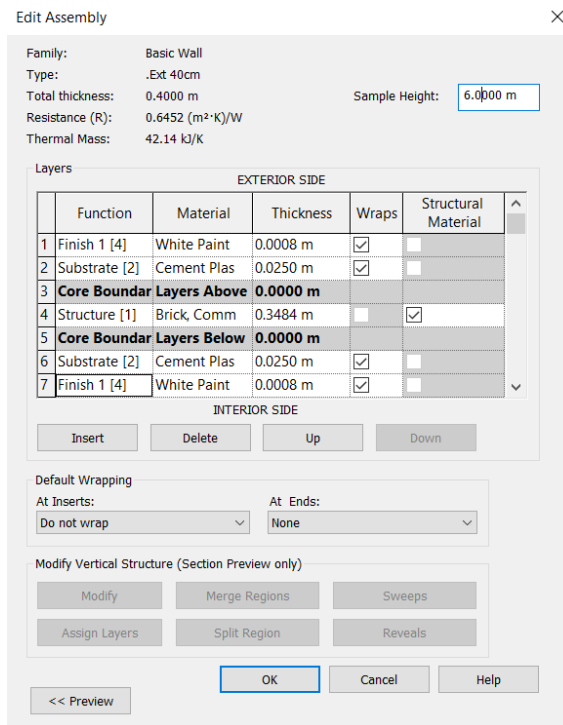 Edit Assembly
Family: Basic Wall
Type: .Ext 40cm
Total thickness: 0.4000 m Sample Height: 6.0000 m
Resistance (R): 0.6452 (m²·K)/W
Thermal Mass: 42.14 kJ/K
Layers
EXTERIOR SIDE
Function Material Thickness Wraps Structural Material
1 Finish 1 [4] White Paint 0.0008 m
2 Substrate [2] Cement Plas 0.0250 m
3 Core Boundar Layers Above 0.0000 m
4 Structure [1] Brick, Comm 0.3484 m
5 Core Boundar Layers Below 0.0000 m
6 Substrate [2] Cement Plas 0.0250 m
7 Finish 1 [4] White Paint 0.0008 m
INTERIOR SIDE
Insert Delete Up Down
Default Wrapping
At Inserts: At Ends:
Do not wrap None
Modify Vertical Structure (Section Preview only)
Modify Merge Regions Sweeps
Assign Layers Split Region Reveals
OK Cancel Help
<< Preview